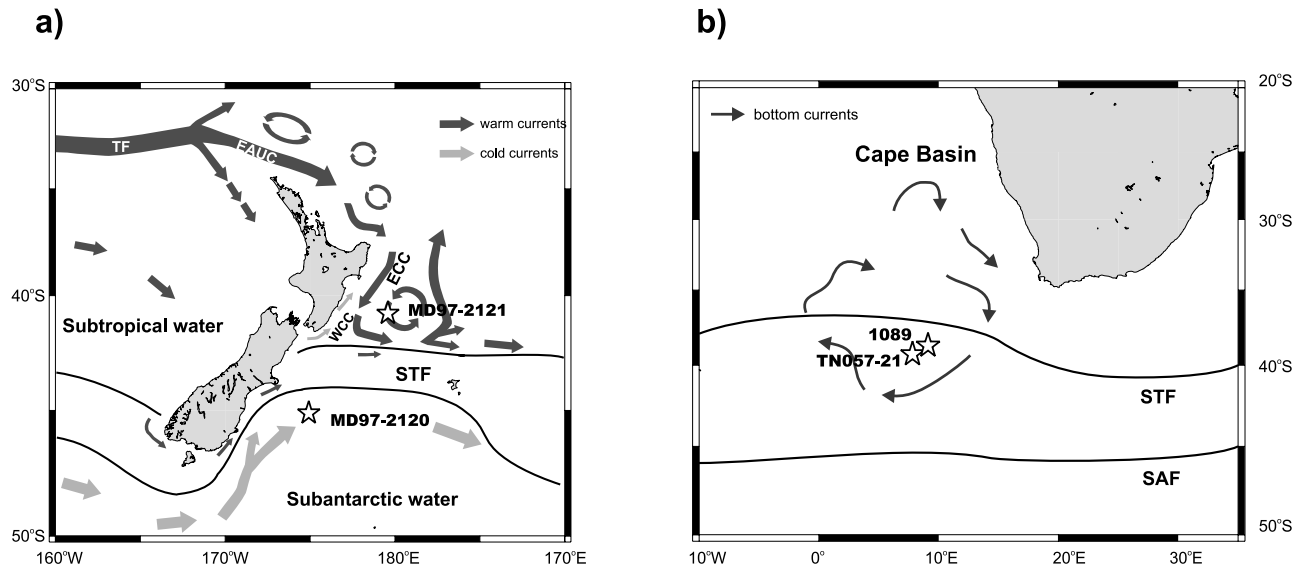 a)
30°S
40°S
50°S
160°W
170°W
180°W
170°E
warm currents
cold currents
TF
EAUC
ECC
WCC
MD97-2121
Subtropical water
STF
MD97-2120
Subantarctic water
b)
20°S
30°S
40°S
50°S
10°W
0°
10°E
20°E
30°E
bottom currents
Cape Basin
1089
TN057-21
STF
SAF